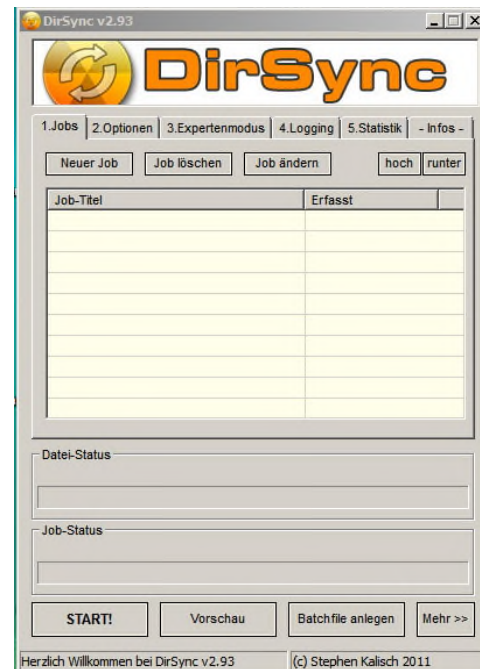 DirSync v2.93
DirSync
1.Jobs 2.Optionen 3.Expertenmodus 4.Logging 5.Statistik - Infos -
Neuer Job Job löschen Job ändern hoch runter
Job-Titel Erfasst
Datei-Status
Job-Status
START! Vorschau Batchfile anlegen Mehr >>
Herzlich Willkommen bei DirSync v2.93 (c) Stephen Kalisch 2011